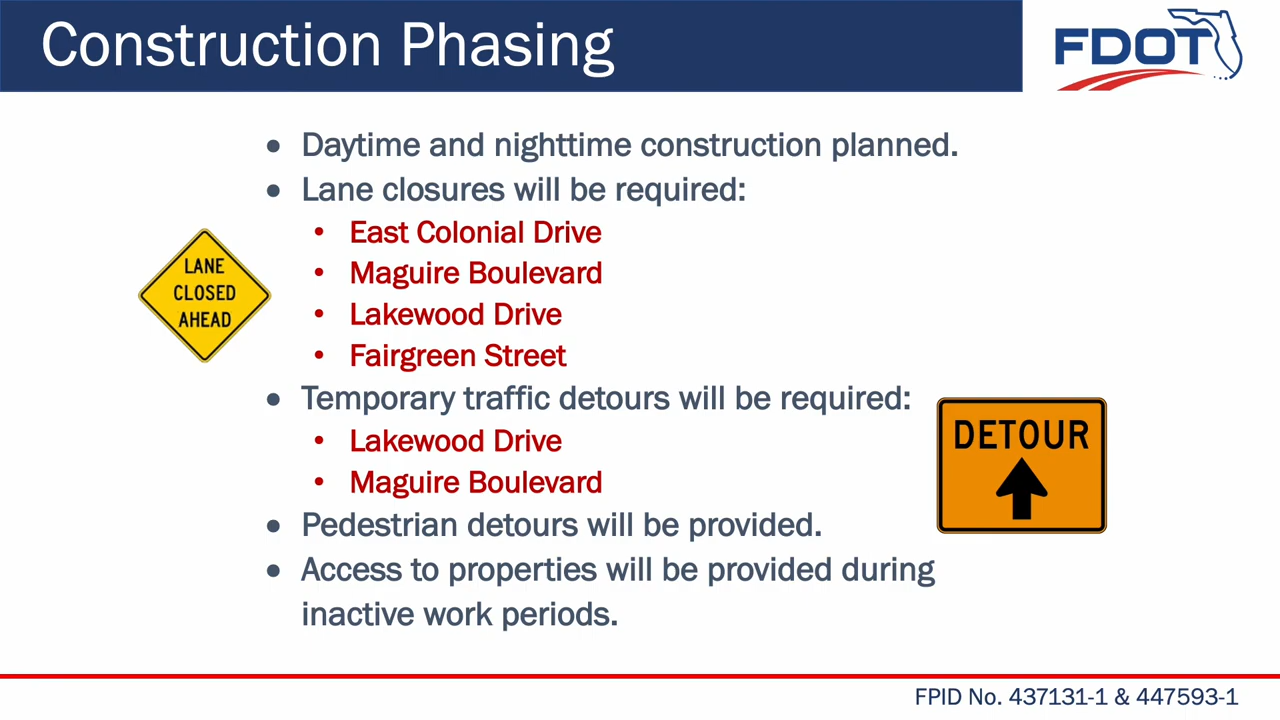 Construction Phasing
FDOT
• Daytime and nighttime construction planned.
• Lane closures will be required:
• East Colonial Drive
• Maguire Boulevard
• Lakewood Drive
• Fairgreen Street
LANE
CLOSED
AHEAD
• Temporary traffic detours will be required:
• Lakewood Drive
• Maguire Boulevard
DETOUR
• Pedestrian detours will be provided.
• Access to properties will be provided during
inactive work periods.
FPID No. 437131-1 & 447593-1